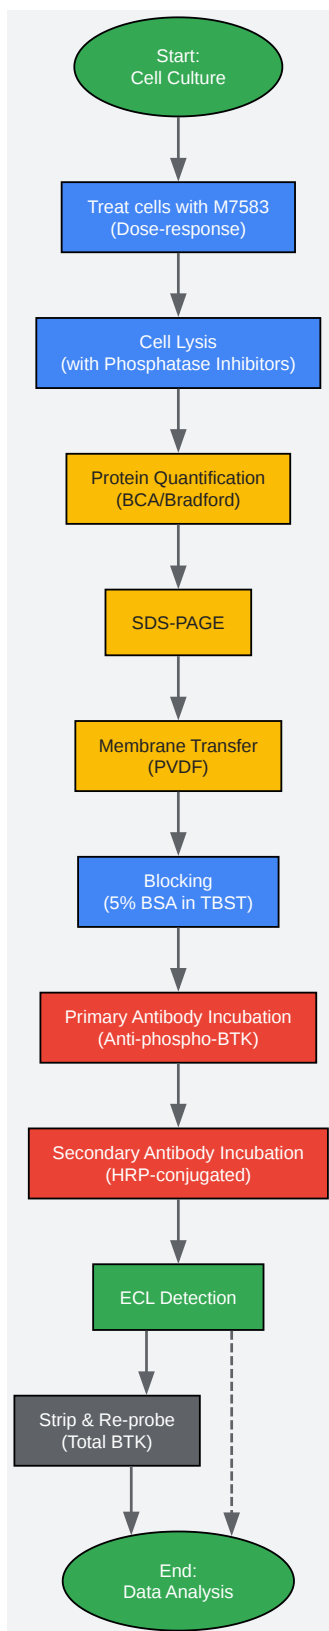 Start:
Cell Culture
Treat cells with M7583
(Dose-response)
Cell Lysis
(with Phosphatase Inhibitors)
Protein Quantification
(BCA/Bradford)
SDS-PAGE
Membrane Transfer
(PVDF)
Blocking
(5% BSA in TBST)
Primary Antibody Incubation
(Anti-phospho-BTK)
Secondary Antibody Incubation
(HRP-conjugated)
ECL Detection
Strip & Re-probe
(Total BTK)
End:
Data Analysis